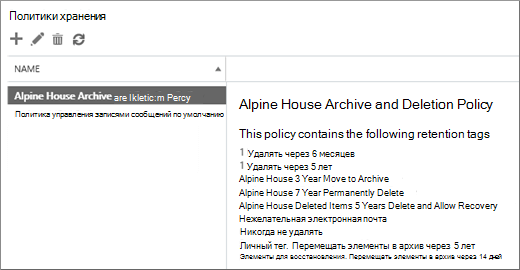 Политики хранения
NAME
Alpine House Archive are Ikletic:m Percy
Политика управления записями сообщений по умолчанию
Alpine House Archive and Deletion Policy
This policy contains the following retention tags
1 Удалять через 6 месяцев
1 Удалять через 5 лет
Alpine House 3 Year Move to Archive
Alpine House 7 Year Permanently Delete
Alpine House Deleted Items 5 Years Delete and Allow Recovery
Нежелательная электронная почта
Никогда не удалять
Личный тег. Перемещать элементы в архив через 5 лет
Элементы для восстановления. Перемещать элементы в архив через 14 дней